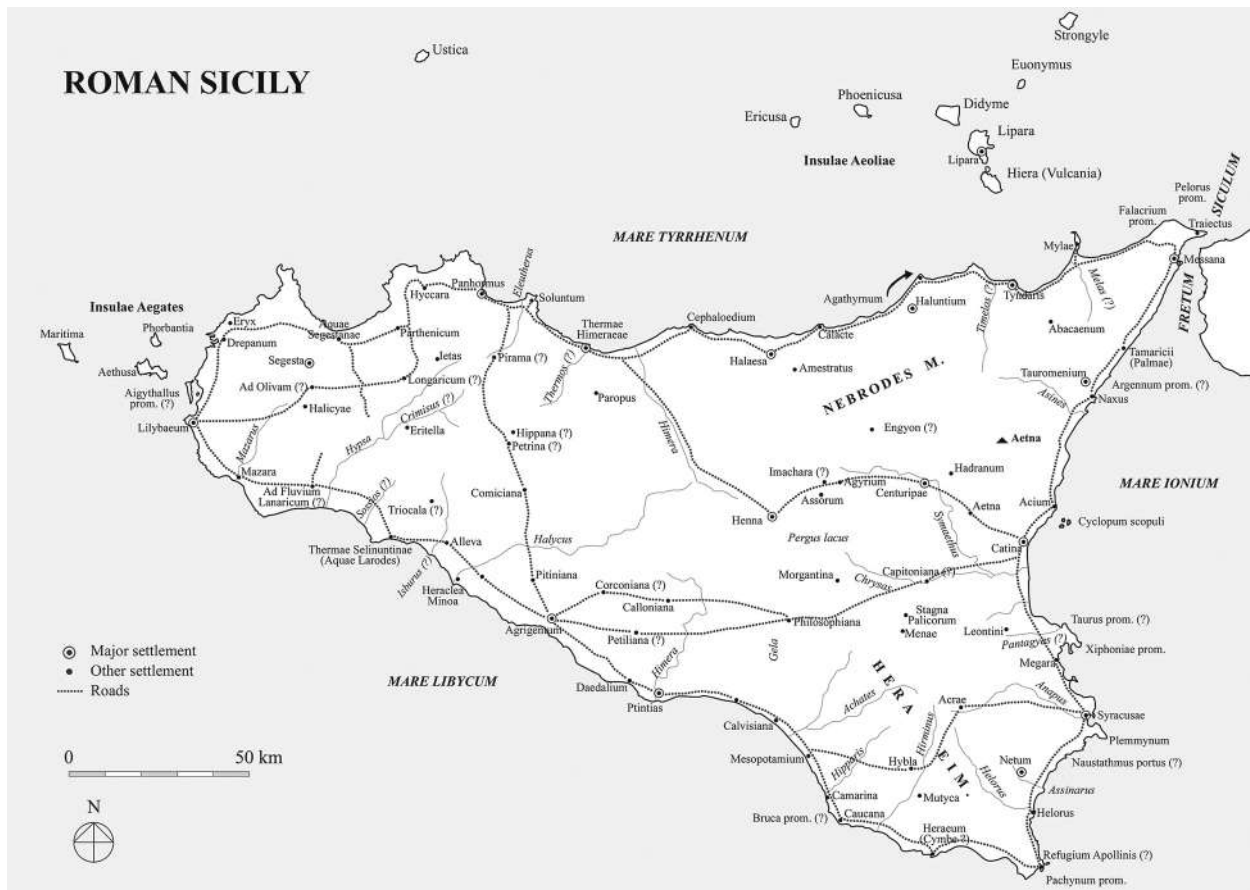 ROMAN SICILY
Ustica
Strongyle
Euonymus
Phoenicusa
Didyme
Ericusa
Lipara
Insulae Aeoliae
Lipara
Hiera (Vulcania)
SICULUM
Pelorus
prom.
Falacrium
prom.
Traiectus
MARE TYRRHENUM
Mylae
Messana
FRETUM
Eleutherus
Panhormus
Soluntum
Hyccara
Agathyrnum
Haluntium
Timelos (?)
Tyndaris
Melas (?)
Insulae Aegates
Maritima
Phorbantia
Eryx
Drepanum
Aquae
Segestanae
Parthenicum
Thermae
Himeraeae
Cephaloedium
Calacte
Abacaenum
Aethusa
Segesta
Ietas
Pirama (?)
Thermos (?)
Halaesa
Amestratus
Tamaricii
(Palmae)
Aigythallus
prom. (?)
Ad Olivam (?)
Longaricum (?)
Paropus
NEBRODES M.
Tauromenium
Argennum prom. (?)
Asines
Naxus
Halicyae
Crimisus (?)
Lilybaeum
Mazarus
Hypsa
Eritella
Hippana (?)
Petrina (?)
Himera
Engyon (?)
Aetna
Mazara
Imachara (?)
Agyrium
Hadranum
MARE IONIUM
Ad Fluvium
Lanaricum (?)
Sossios (?)
Comiciana
Assorum
Centuripae
Aetna
Acium
Triocala (?)
Henna
Symaethus
Cyclopum scopuli
Thermae Selinuntinae
(Aquae Larodes)
Alleva
Halycus
Pergus lacus
Catina
Isburus (?)
Heraclea
Minoa
Pitiniana
Corconiana (?)
Calloniana
Morgantina
Chrysas
Capitoniana (?)
Agrigentum
Petiliana (?)
Philosophiana
Stagna
Palicorum
Menae
Leontini
Taurus prom. (?)
Pantagyas (?)
Xiphoniae prom.
Megara
Major settlement
Other settlement
Roads
MARE LIBYCUM
Daedalium
Himera
Gela
Ptintias
HERAEI M.
Achates
Acrae
Anapus
Syracusae
Calvisiana
Hirminus
Plemmynum
0
50 km
Mesopotamium
Hipparis
Hybla
Helorus
Netum
Naustathmus portus (?)
Assinarus
N
Camarina
Mutyca
Bruca prom. (?)
Caucana
Helorus
Heraeum
(Cymbe ?)
Refugium Apollinis (?)
Pachynum prom.